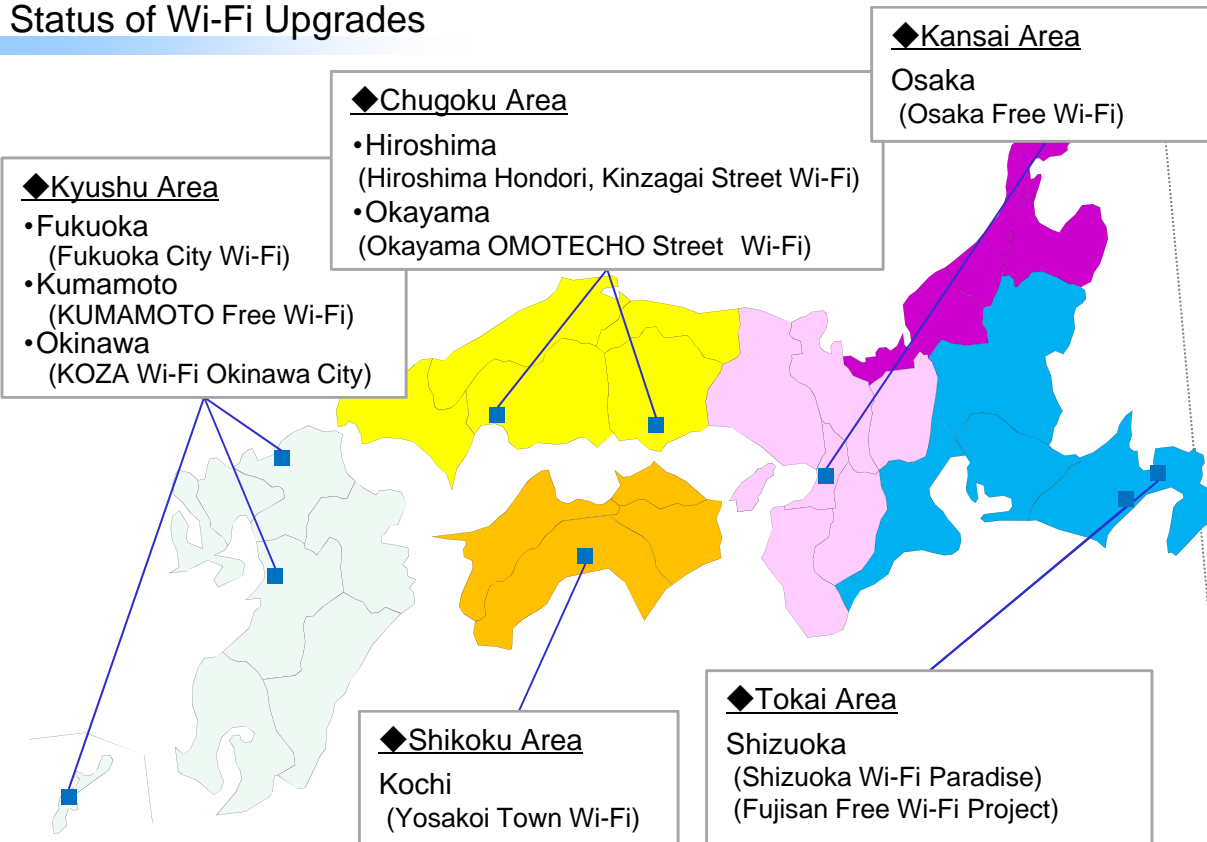 Status of Wi-Fi Upgrades
◆Kansai Area
Osaka
(Osaka Free Wi-Fi)
◆Chugoku Area
•Hiroshima
(Hiroshima Hondori, Kinzagai Street Wi-Fi)
•Okayama
(Okayama OMOTECHO Street Wi-Fi)
◆Kyushu Area
•Fukuoka
(Fukuoka City Wi-Fi)
•Kumamoto
(KUMAMOTO Free Wi-Fi)
•Okinawa
(KOZA Wi-Fi Okinawa City)
◆Shikoku Area
Kochi
(Yosakoi Town Wi-Fi)
◆Tokai Area
Shizuoka
(Shizuoka Wi-Fi Paradise)
(Fujisan Free Wi-Fi Project)